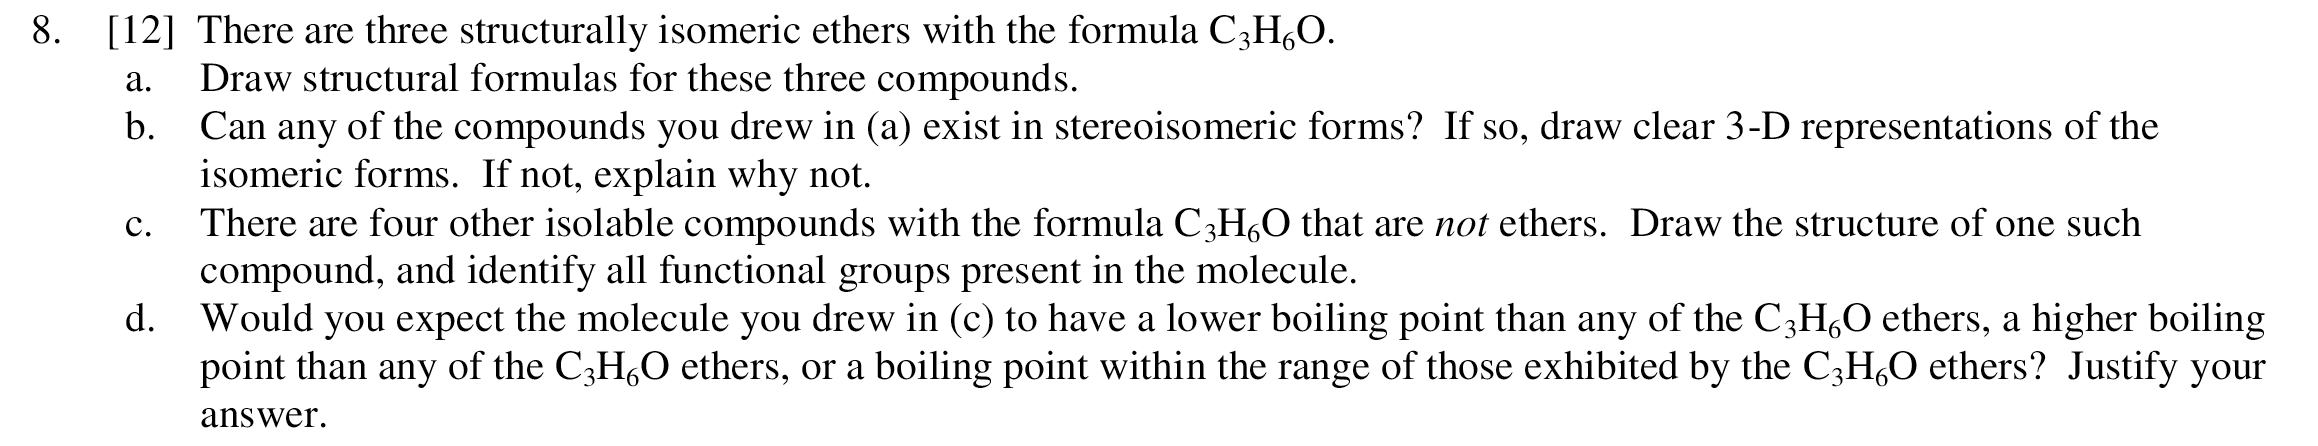 8. [12] There are three structurally isomeric ethers with the formula C₃H₆O.
a. Draw structural formulas for these three compounds.
b. Can any of the compounds you drew in (a) exist in stereoisomeric forms? If so, draw clear 3-D representations of the
isomeric forms. If not, explain why not.
c. There are four other isolable compounds with the formula C₃H₆O that are not ethers. Draw the structure of one such
compound, and identify all functional groups present in the molecule.
d. Would you expect the molecule you drew in (c) to have a lower boiling point than any of the C₃H₆O ethers, a higher boiling
point than any of the C₃H₆O ethers, or a boiling point within the range of those exhibited by the C₃H₆O ethers? Justify your
answer.